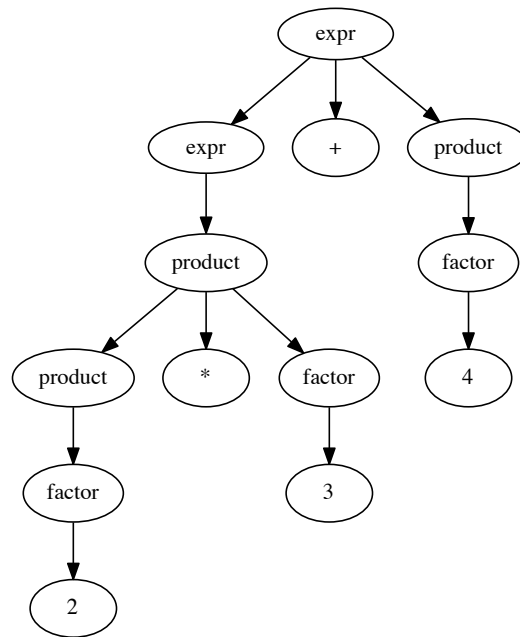 expr
expr
+
product
product
factor
product
*
factor
4
factor
3
2